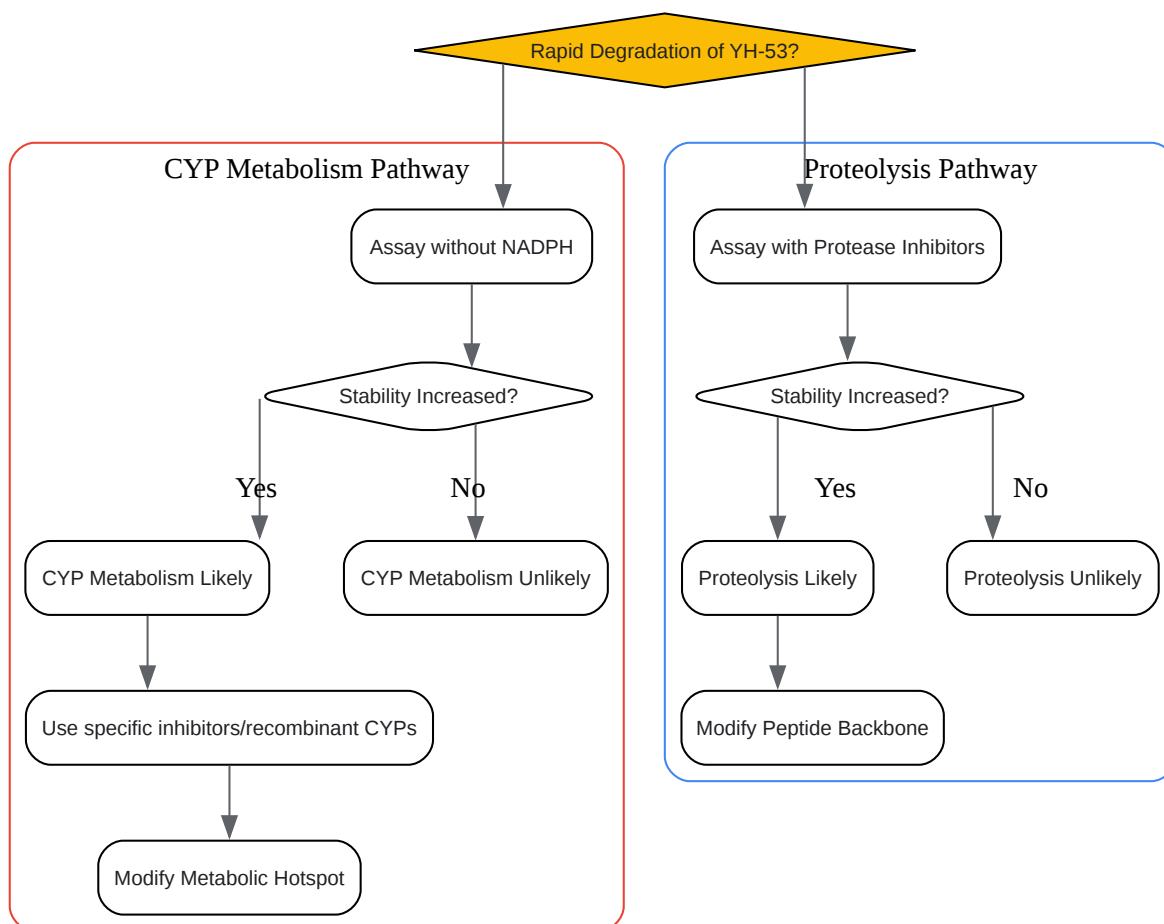 Rapid Degradation of YH-53?
CYP Metabolism Pathway
Assay without NADPH
Stability Increased?
Yes
No
CYP Metabolism Likely
CYP Metabolism Unlikely
Use specific inhibitors/recombinant CYPs
Modify Metabolic Hotspot
Proteolysis Pathway
Assay with Protease Inhibitors
Stability Increased?
Yes
No
Proteolysis Likely
Proteolysis Unlikely
Modify Peptide Backbone